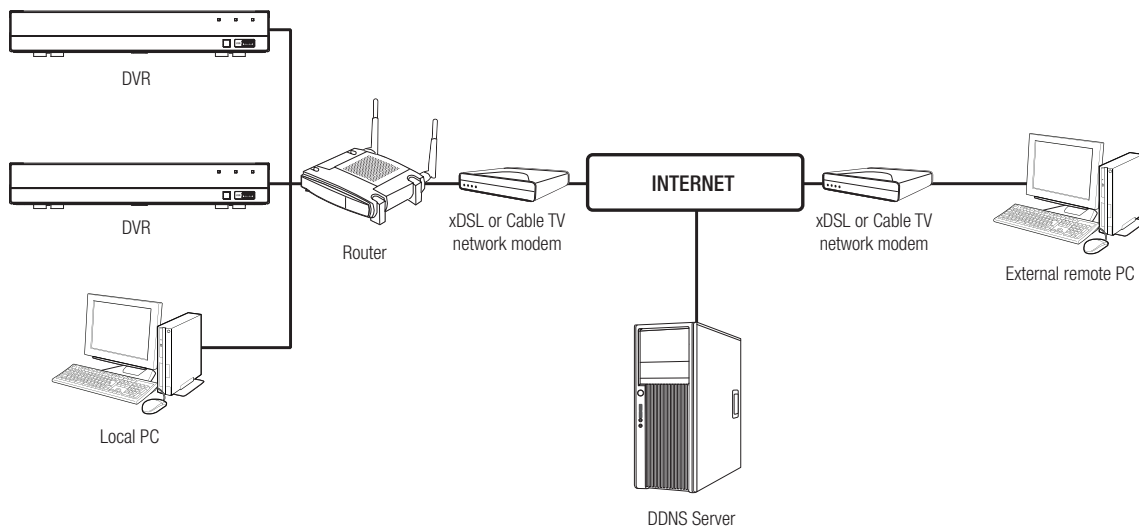 DVR
DVR
Router
xDSL or Cable TV
network modem
INTERNET
xDSL or Cable TV
network modem
External remote PC
Local PC
DDNS Server